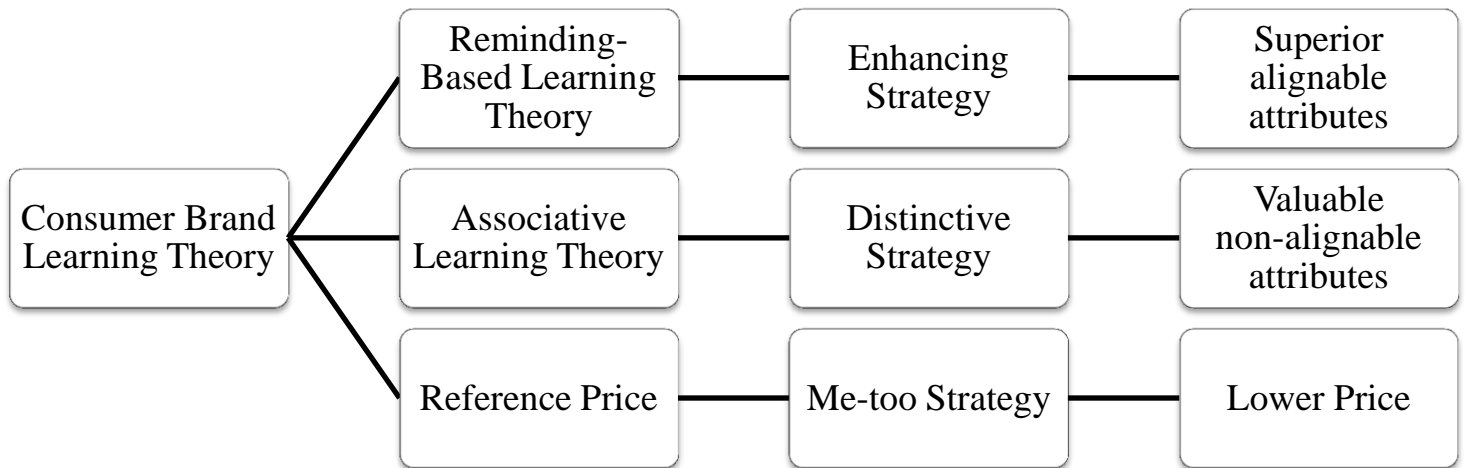 Consumer Brand
Learning Theory
Reminding-
Based Learning
Theory
Enhancing
Strategy
Superior
alignable
attributes
Associative
Learning Theory
Distinctive
Strategy
Valuable
non-alignable
attributes
Reference Price
Me-too Strategy
Lower Price